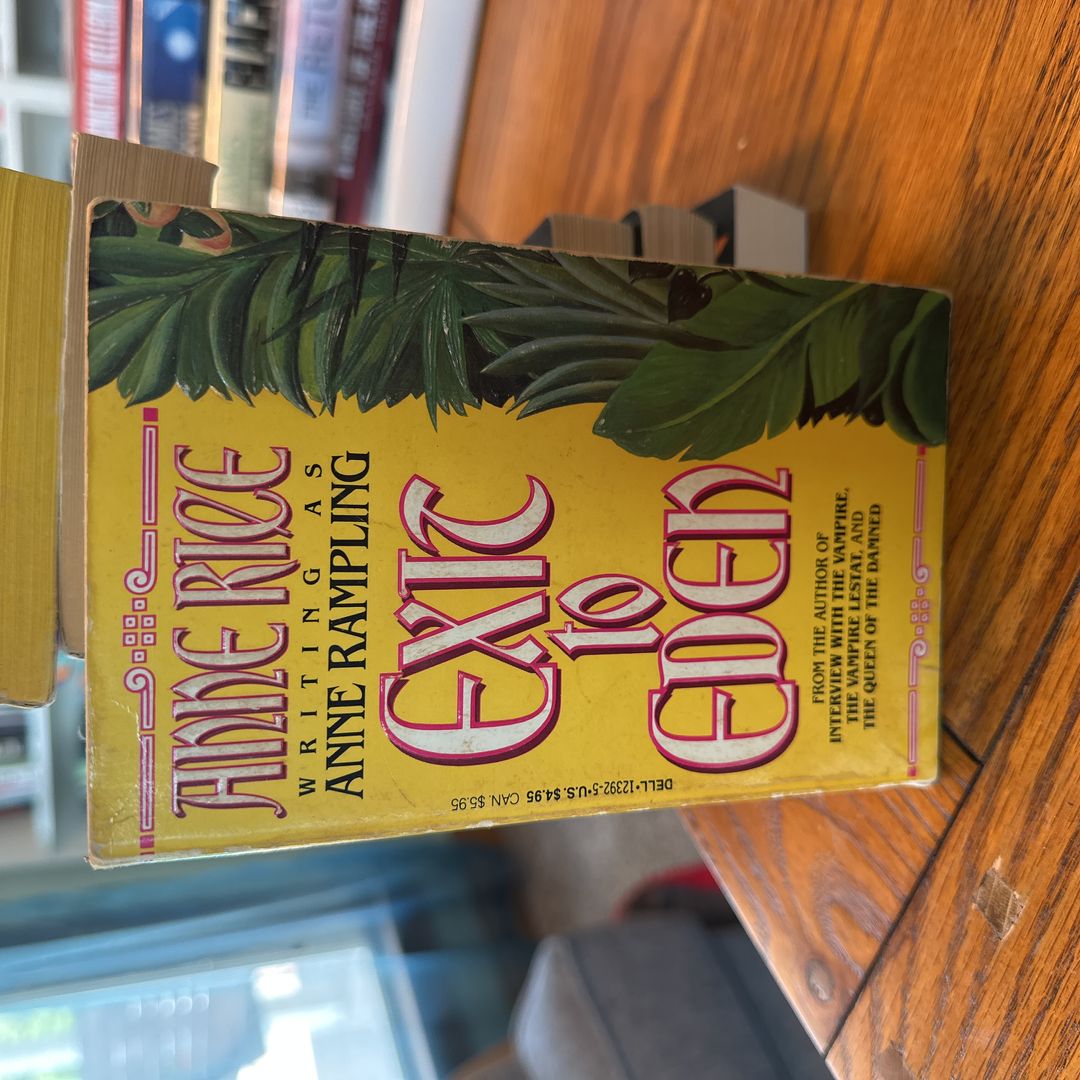 ANNE RICE
WRITING AS
ANNE RAMPLING
EXIT
to
EDEN
FROM THE AUTHOR OF
INTERVIEW WITH THE VAMPIRE,
THE VAMPIRE LESTAT, AND
THE QUEEN OF THE DAMNED
DELL • 12392-5 • U.S. $4.95 CAN. $5.95